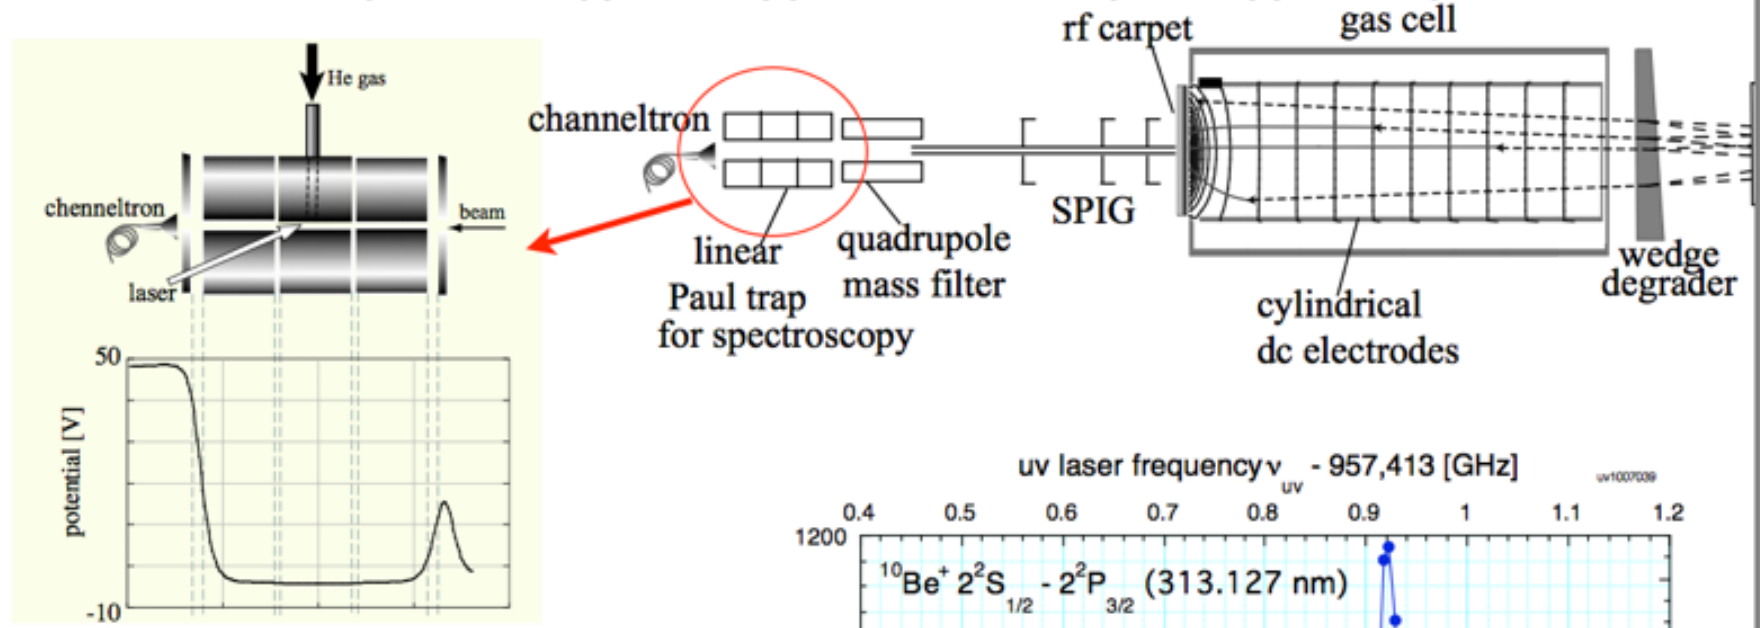 He gas
chenneltron
beam
laser
50
potential [V]
-10
channeltron
linear
Paul trap
for spectroscopy
quadrupole
mass filter
SPIG
rf carpet
gas cell
cylindrical
dc electrodes
wedge
degrader
uv laser frequency ν_uv - 957,413 [GHz]
uv1007039
0.4 0.5 0.6 0.7 0.8 0.9 1 1.1 1.2
1200
¹⁰Be⁺ 2²S₁/₂ - 2²P₃/₂ (313.127 nm)